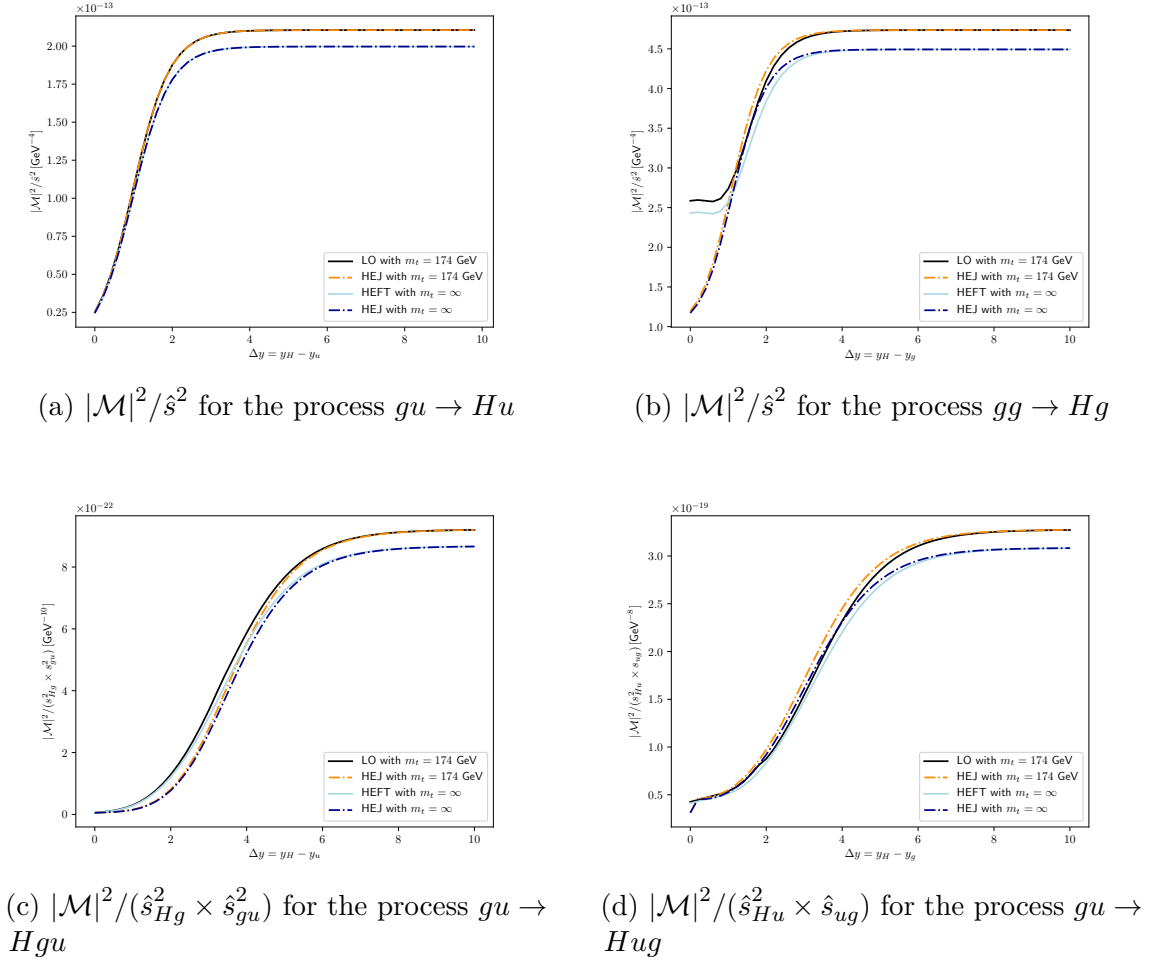 ×10−13
2.00
1.75
1.50
1.25
1.00
0.75
0.50
0.25
|M|²/ŝ² [GeV⁻⁴]
0 2 4 6 8 10
Δy = y_H − y_u
LO with m_t = 174 GeV
HEJ with m_t = 174 GeV
HEFT with m_t = ∞
HEJ with m_t = ∞
(a) |M|²/ŝ² for the process gu → Hu
×10−13
4.5
4.0
3.5
3.0
2.5
2.0
1.5
1.0
|M|²/ŝ² [GeV⁻⁴]
0 2 4 6 8 10
Δy = y_H − y_g
LO with m_t = 174 GeV
HEJ with m_t = 174 GeV
HEFT with m_t = ∞
HEJ with m_t = ∞
(b) |M|²/ŝ² for the process gg → Hg
×10−22
8
6
4
2
0
|M|²/(s²_Hg × s²_gu) [GeV⁻¹⁰]
0 2 4 6 8 10
Δy = y_H − y_u
LO with m_t = 174 GeV
HEJ with m_t = 174 GeV
HEFT with m_t = ∞
HEJ with m_t = ∞
(c) |M|²/(ŝ²_Hg × ŝ²_gu) for the process gu →
Hgu
×10−19
3.0
2.5
2.0
1.5
1.0
0.5
|M|²/(s²_Hu × s_ug) [GeV⁻⁸]
0 2 4 6 8 10
Δy = y_H − y_g
LO with m_t = 174 GeV
HEJ with m_t = 174 GeV
HEFT with m_t = ∞
HEJ with m_t = ∞
(d) |M|²/(ŝ²_Hu × ŝ_ug) for the process gu →
Hug